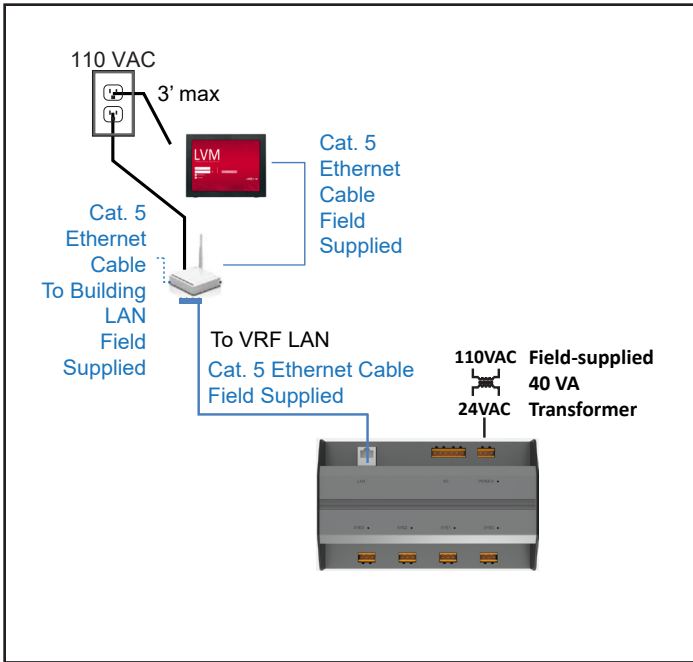 110 VAC
3’ max
LVM
Cat. 5
Ethernet
Cable
Field
Supplied
Cat. 5
Ethernet
Cable
To Building
LAN
Field
Supplied
To VRF LAN
Cat. 5 Ethernet Cable
Field Supplied
110VAC Field-supplied
40 VA
24VAC Transformer
LAN
POWER